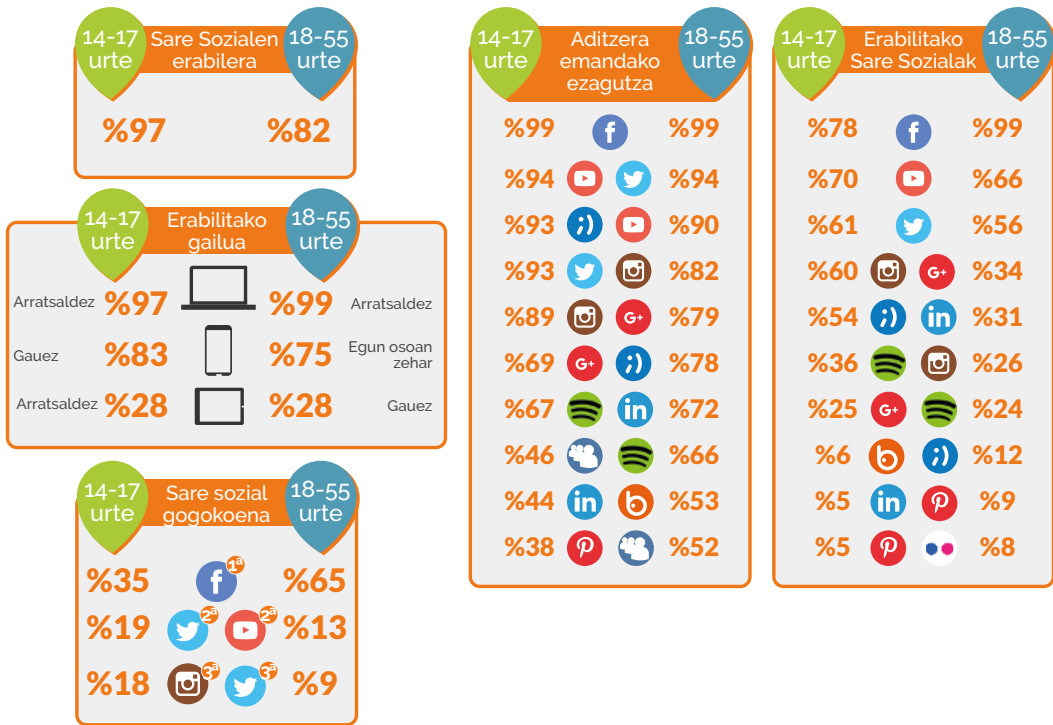 14-17
urte
Sare Sozialen
erabilera
18-55
urte
%97
%82
14-17
urte
Erabilitako
gailua
18-55
urte
Arratsaldez %97 %99 Arratsaldez
Gauez %83 %75 Egun osoan
zehar
Arratsaldez %28 %28 Gauez
14-17
urte
Sare sozial
gogokoena
18-55
urte
%35 f 1ª %65
%19 2ª 2ª %13
%18 3ª 3ª %9
14-17
urte
Aditzera
emandako
ezagutza
18-55
urte
%99 f %99
%94 %94
%93 ;) %90
%93 %82
%89 G+ %79
%69 G+ ;) %78
%67 in %72
%46 %66
%44 in b %53
%38 %52
14-17
urte
Erabilitako
Sare Sozialak
18-55
urte
%78 f %99
%70 %66
%61 %56
%60 G+ %34
%54 ;) in %31
%36 %26
%25 G+ %24
%6 b ;) %12
%5 in %9
%5 %8